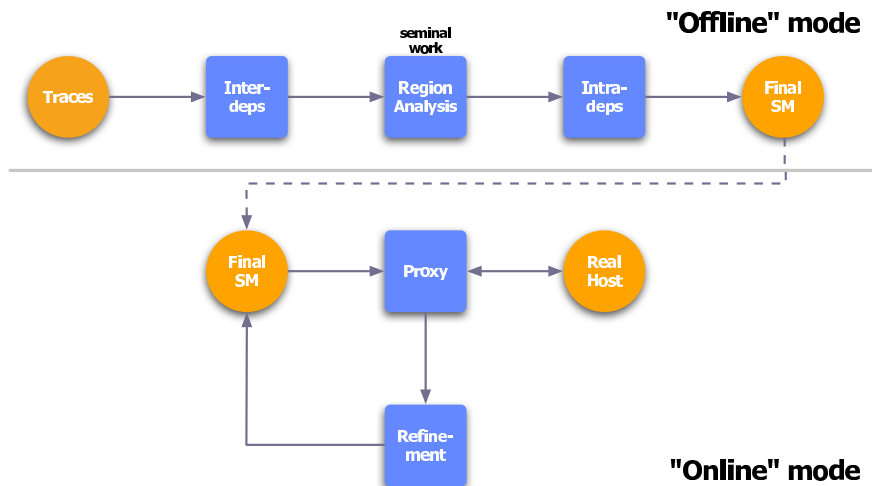 "Offline" mode
seminal
work
Traces
Inter-
deps
Region
Analysis
Intra-
deps
Final
SM
Final
SM
Proxy
Real
Host
Refine-
ment
"Online" mode